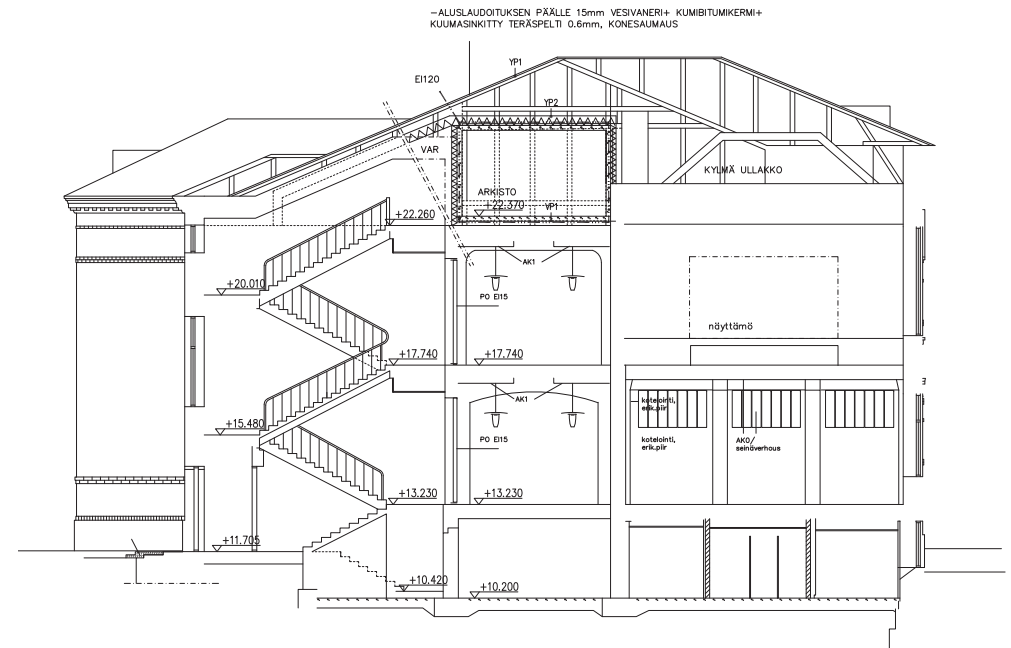 -ALUSLAUDOITUKSEN PÄÄLLE 15mm VESIVANERI+ KUMIBITUMIKERMI+
KUUMASINKITTY TERÄSPELTI 0.6mm, KONESAUMAUS
YP1
EI120
YP2
VAR
KYLMÄ ULLAKKO
ARKISTO
+22.370
VP1
+22.260
AK1
+20.010
PO EI15
näyttämö
+17.740
+17.740
AK1
kotelointi,
erik.piir
+15.480
PO EI15
kotelointi,
erik.piir
AKO/
seinäverhous
+13.230
+13.230
+11.705
+10.420
+10.200